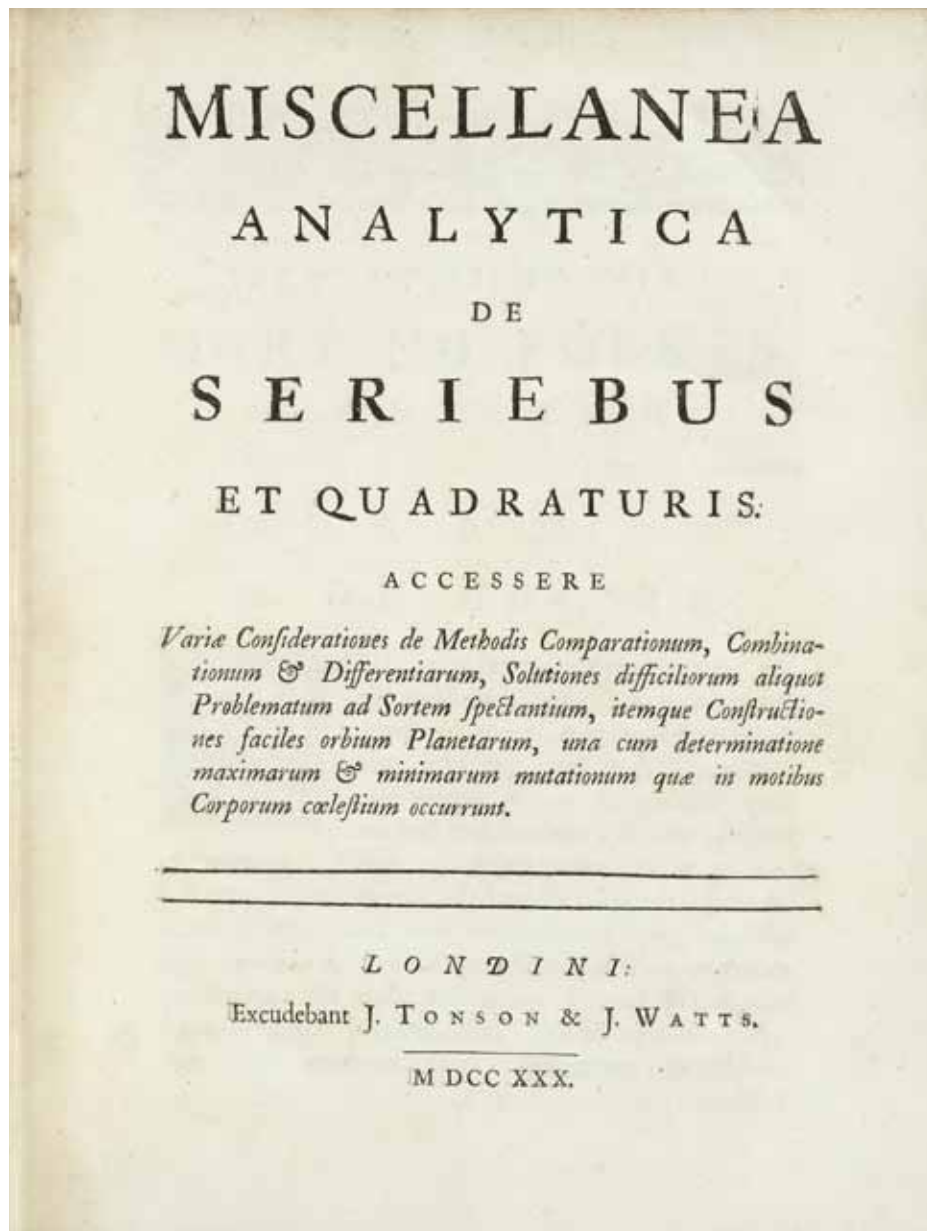 MISCELLANEA
ANALYTICA
DE
SERIEBUS
ET QUADRATURIS.
ACCESSERE
Variæ Conſiderationes de Methodis Comparationum, Combina-
tionum & Differentiarum, Solutiones difficiliorum aliquot
Problematum ad Sortem ſpectantium, itemque Conſtructio-
nes faciles orbium Planetarum, una cum determinatione
maximarum & minimarum mutationum quæ in motibus
Corporum cœleſtium occurrunt.
LONDINI:
Excudebant J. TONSON & J. WATTS.
M DCC XXX.